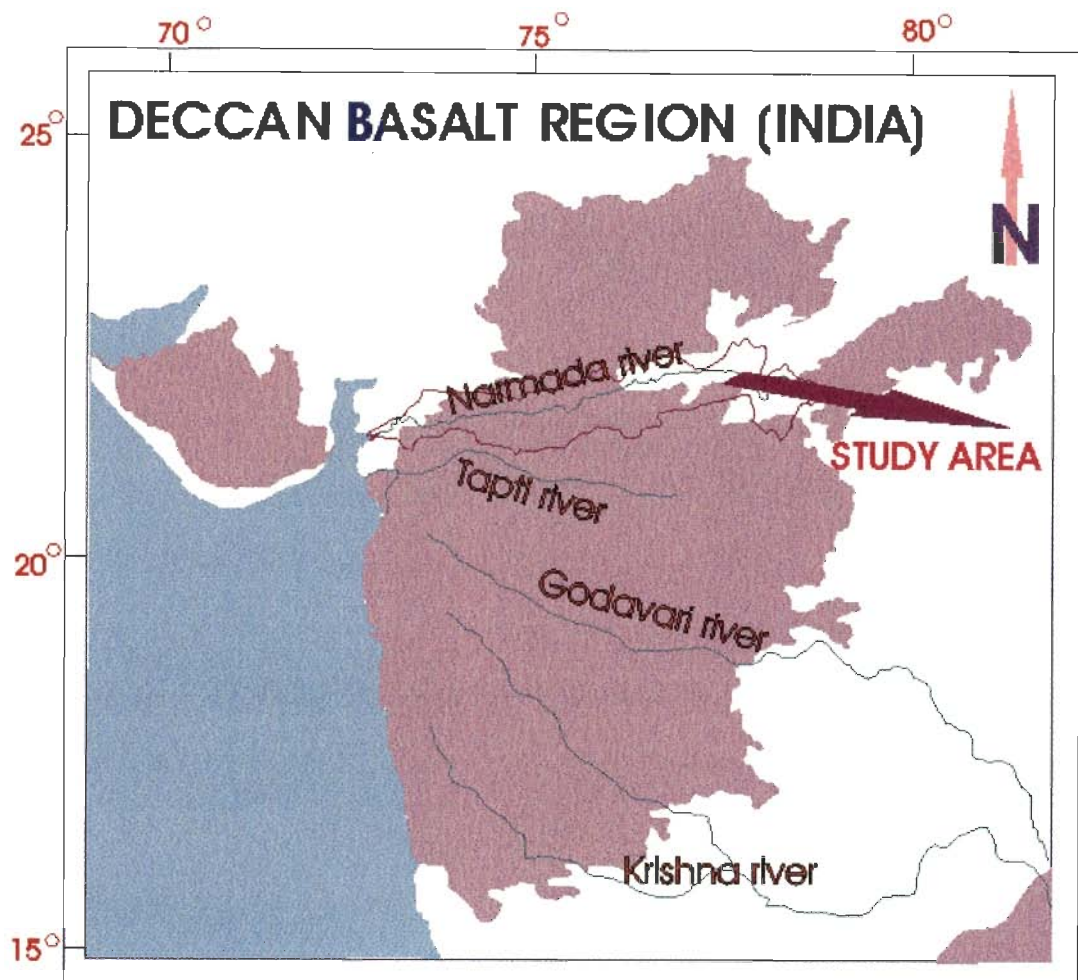 70° 75° 80°
25°
DECCAN BASALT REGION (INDIA)
N
Narmada river
STUDY AREA
Tapti river
20°
Godavari river
Krishna river
15°